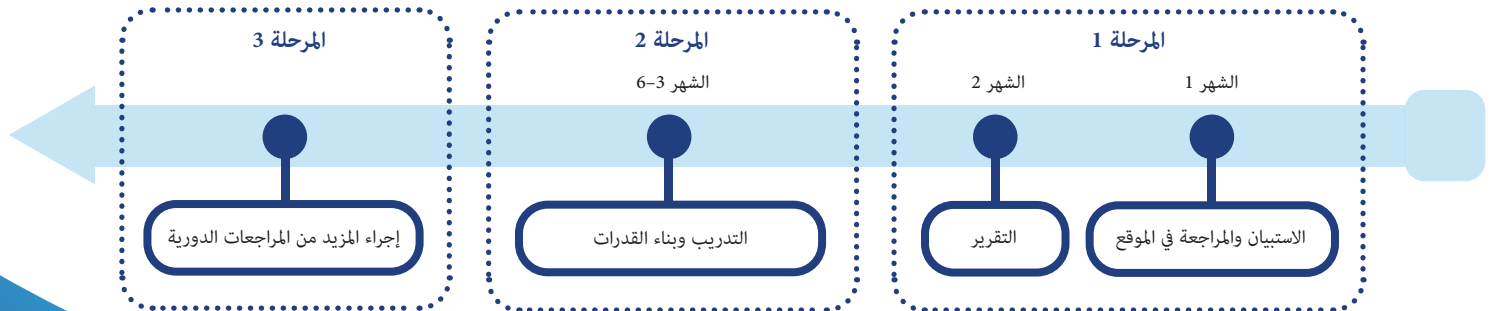 المرحلة 1
الشهر 1
الاستبيان والمراجعة في الموقع
الشهر 2
التقرير
المرحلة 2
الشهر 3–6
التدريب وبناء القدرات
المرحلة 3
إجراء المزيد من المراجعات الدورية